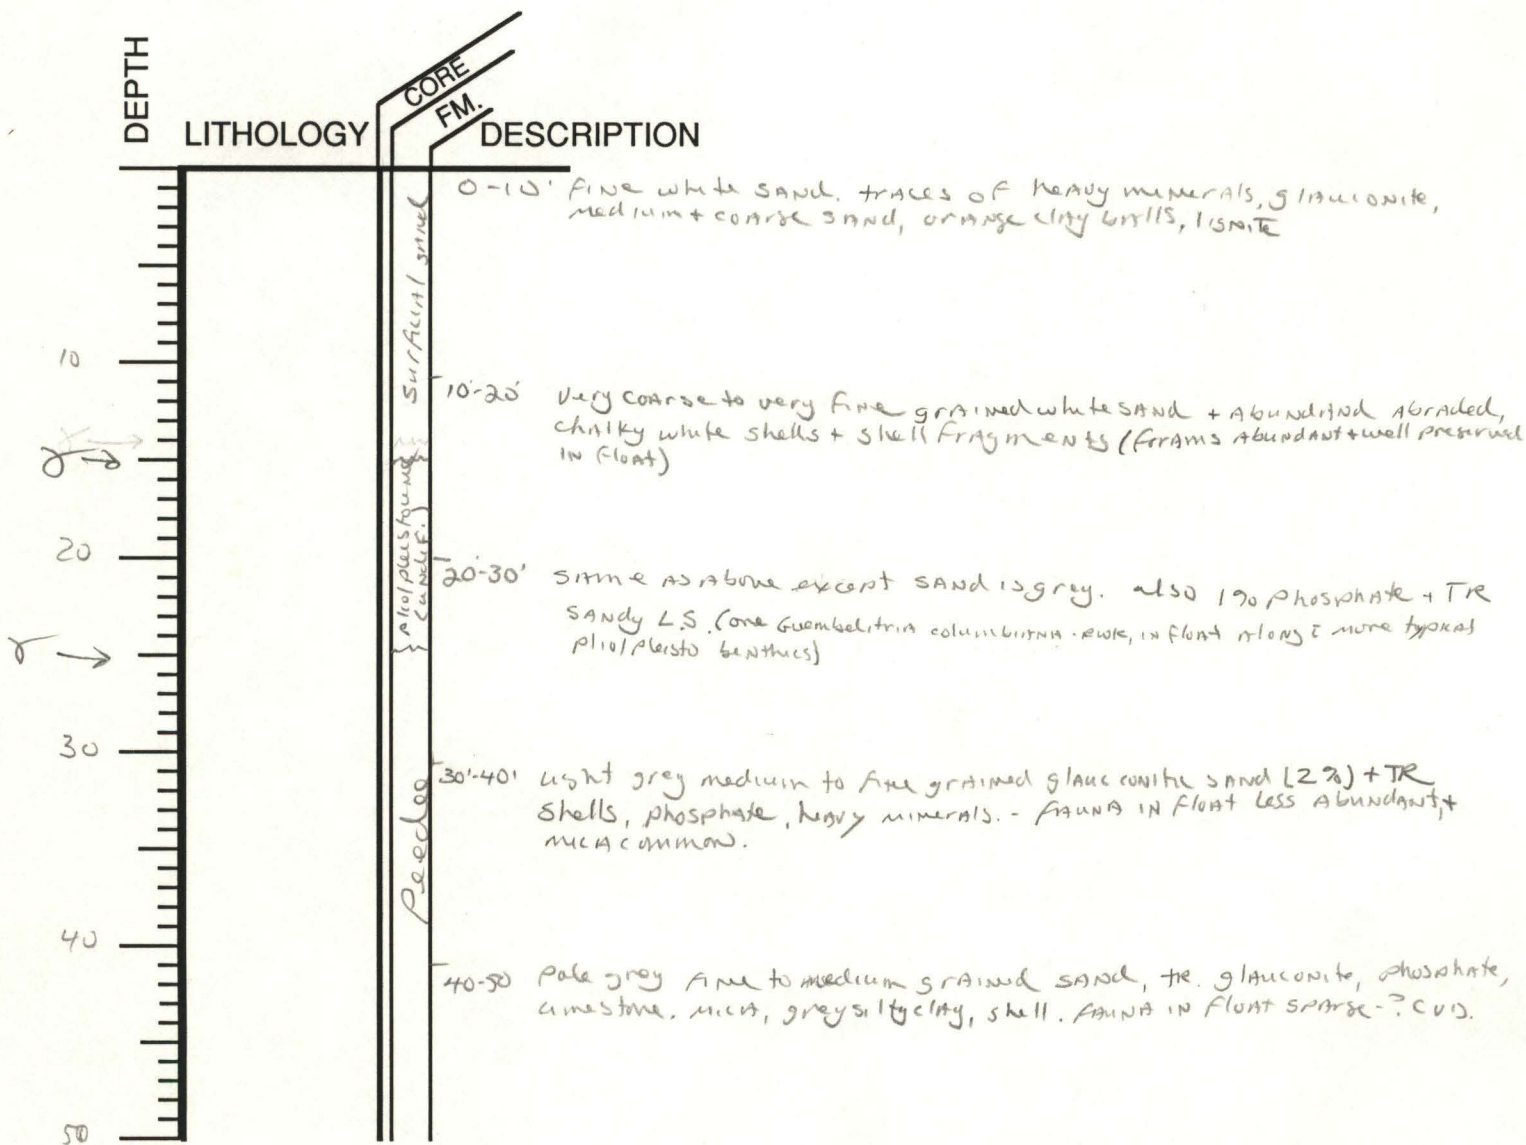 DEPTH
LITHOLOGY
CORE
FM.
DESCRIPTION
0-10' Fine white sand. traces of heavy minerals, glauconite,
medium + coarse sand, orange clay balls, lignite
surficial sand
10
10'-20' Very coarse to very fine grained white sand + abundand abraded,
chalky white shells + shell fragments (forams abundant + well preserved
in float)
γ →
γ →
plio/pleistocene
(undif.)
20
20'-30' same as above except sand is grey. also 1% phosphate + TR
sandy L.S. (one Guembelitria in float along c̄ more typical
plio/pleisto benthics)
γ →
30
30'-40' Light grey medium to fine grained glauconitic sand (2%) + TR
shells, phosphate, heavy minerals. - fauna in float less abundant, +
mica common.
Peedee
40
40-50 pale grey fine to medium grained sand, tr. glauconite, phosphate,
limestone, mica, grey silty clay, shell. fauna in float sparse -
50